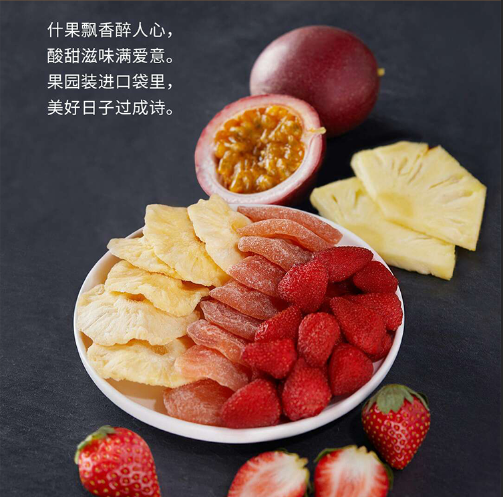 什果飘香醉人心，
酸甜滋味满爱意。
果园装进口袋里，
美好日子过成诗。